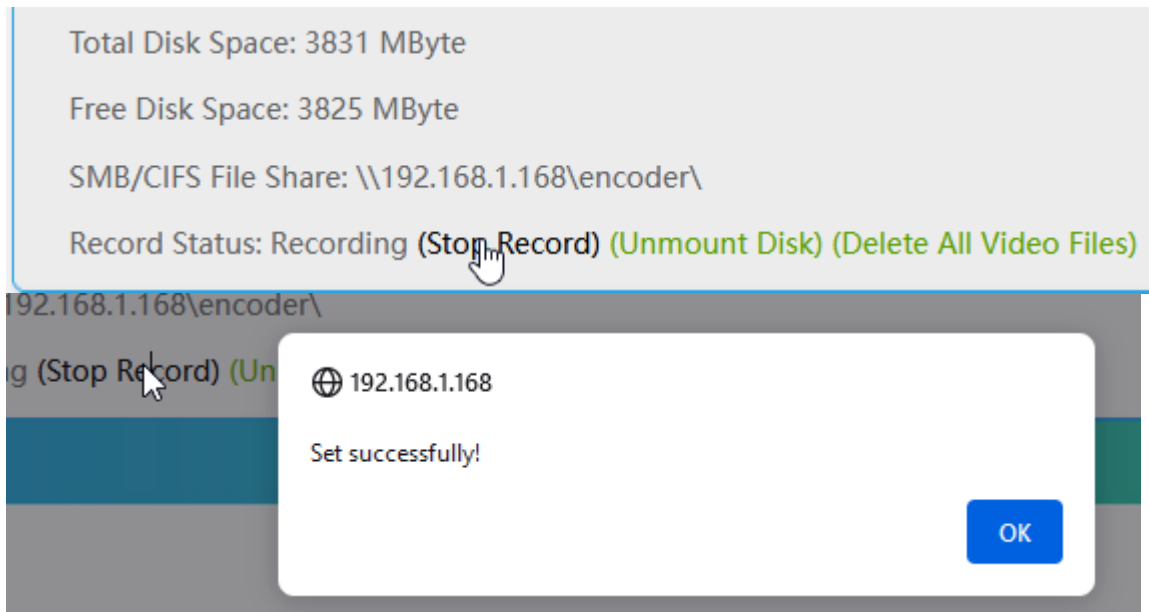 Total Disk Space: 3831 MByte
Free Disk Space: 3825 MByte
SMB/CIFS File Share: \\192.168.1.168\encoder\
Record Status: Recording (Stop Record) (Unmount Disk) (Delete All Video Files)
192.168.1.168\encoder\
ng (Stop Record) (Un
192.168.1.168
Set successfully!
OK